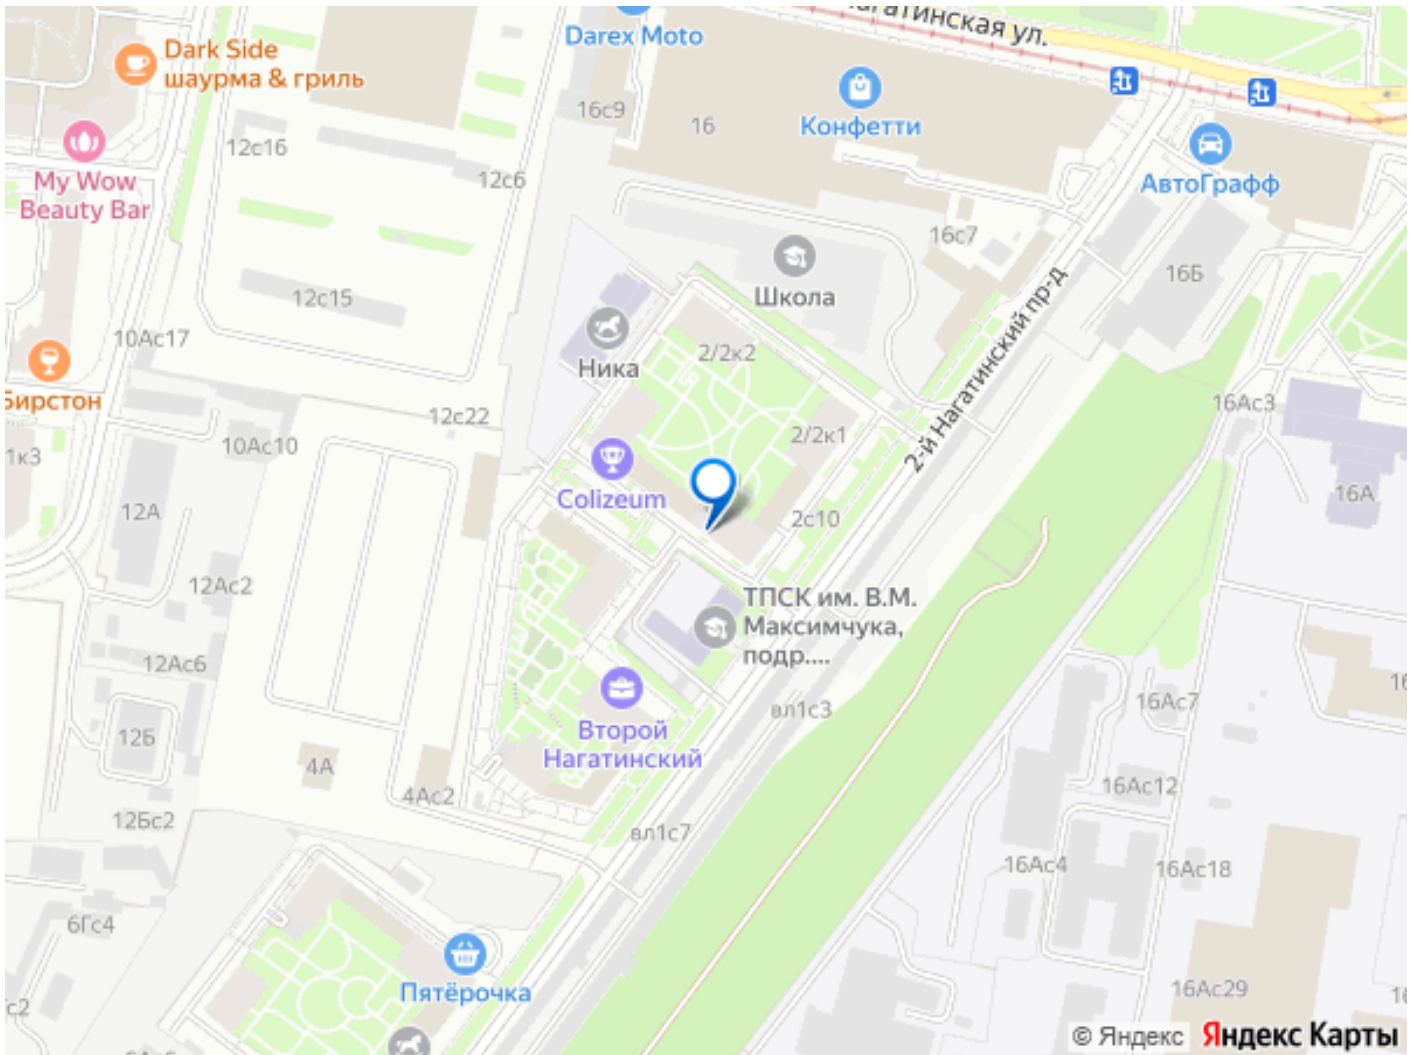 Нагатинская ул.
Darex Moto
Dark Side
шаурма & гриль
16с9
16
Конфетти
12с16
12с6
My Wow
Beauty Bar
АвтоГрафф
16с7
Школа
16Б
12с15
10Ас17
Ника
2/2к2
2-й Нагатинский пр-д
Бирстон
12с22
16Ас3
2/2к1
10Ас10
1к3
Colizeum
16А
12А
2с10
12Ас2
ТПСК им. В.М.
Максимчука,
подр....
12Ас6
16Ас7
вл1с3
Второй
Нагатинский
12Б
4А
4Ас2
16Ас12
12Бс2
вл1с7
16Ас4
16Ас18
6Гс4
Пятёрочка
16Ас29
© Яндекс
Яндекс Карты